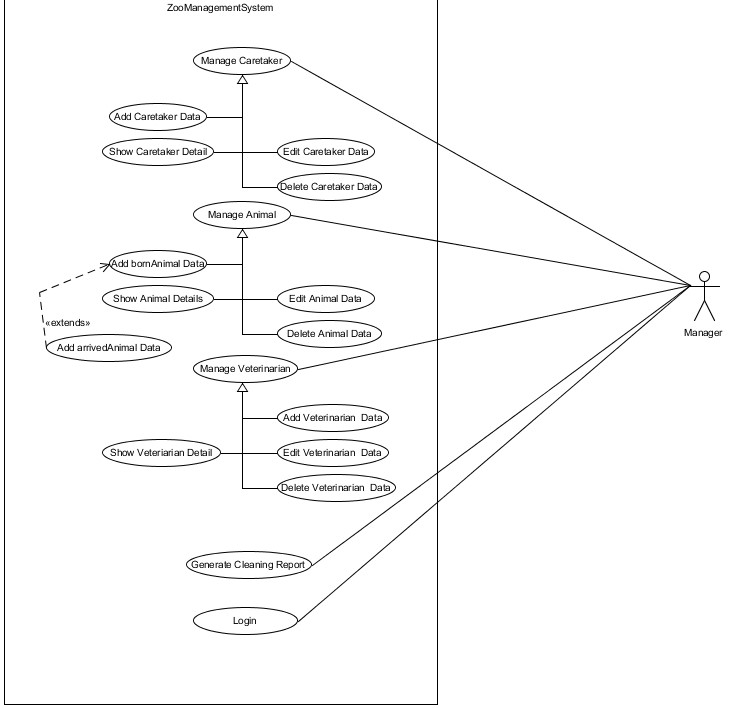 ZooManagementSystem
Manage Caretaker
Add Caretaker Data
Show Caretaker Detail
Edit Caretaker Data
Delete Caretaker Data
Manage Animal
Add bornAnimal Data
Show Animal Details
Edit Animal Data
«extends»
Manager
Delete Animal Data
Add arrivedAnimal Data
Manage Veterinarian
Add Veterinarian Data
Show Veteriarian Detail
Edit Veterinarian Data
Delete Veterinarian Data
Generate Cleaning Report
Login